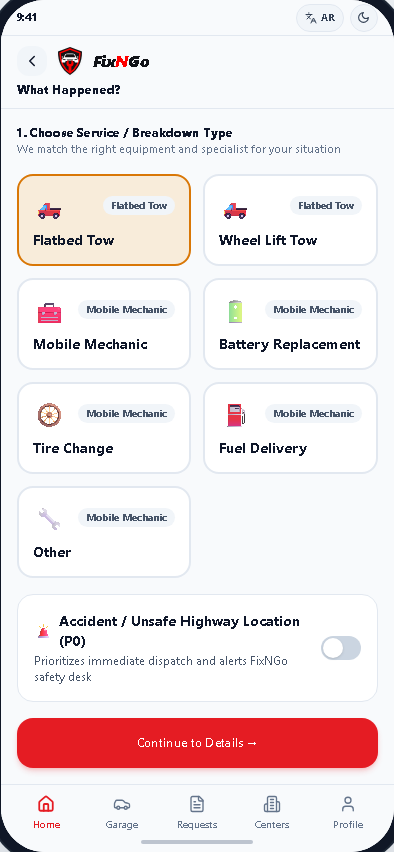 9:41
AR
FixNGo
What Happened?
1. Choose Service / Breakdown Type
We match the right equipment and specialist for your situation
Flatbed Tow
Flatbed Tow
Flatbed Tow
Wheel Lift Tow
Mobile Mechanic
Mobile Mechanic
Mobile Mechanic
Battery Replacement
Mobile Mechanic
Tire Change
Mobile Mechanic
Fuel Delivery
Mobile Mechanic
Other
Accident / Unsafe Highway Location
(P0)
Prioritizes immediate dispatch and alerts FixNGo
safety desk
Continue to Details →
Home
Garage
Requests
Centers
Profile